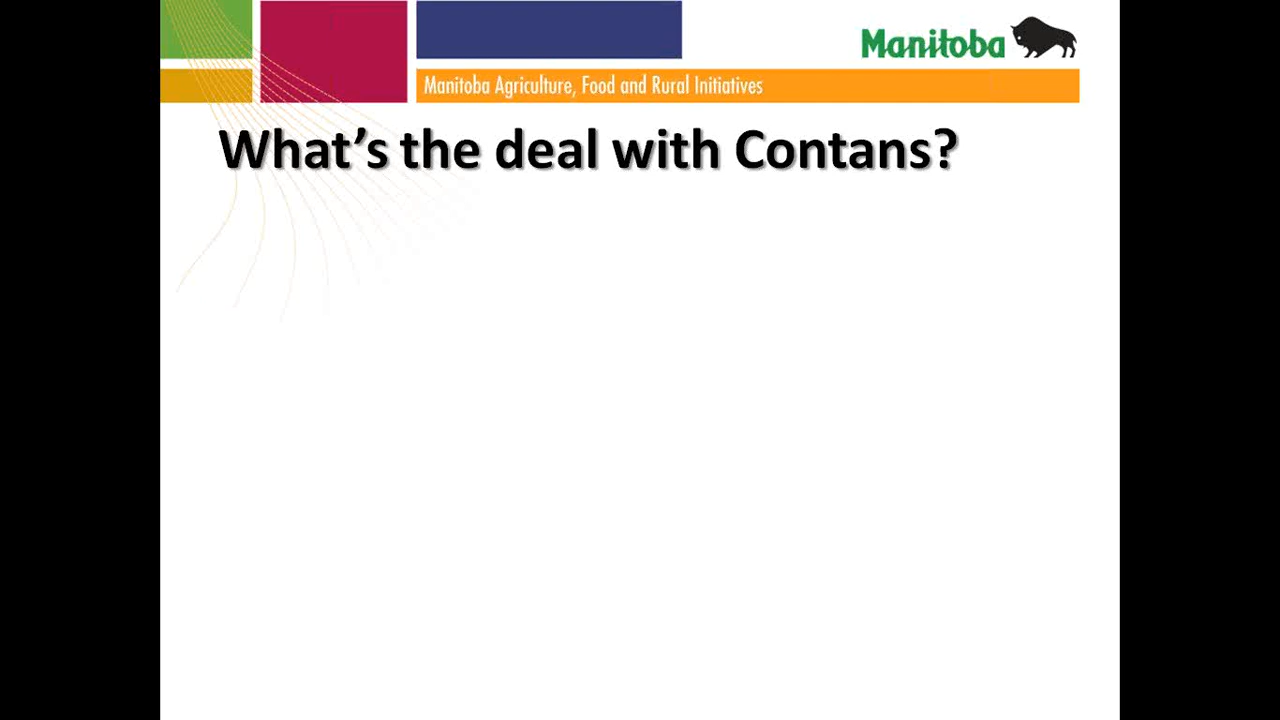 Manitoba
Manitoba Agriculture, Food and Rural Initiatives
What’s the deal with Contans?